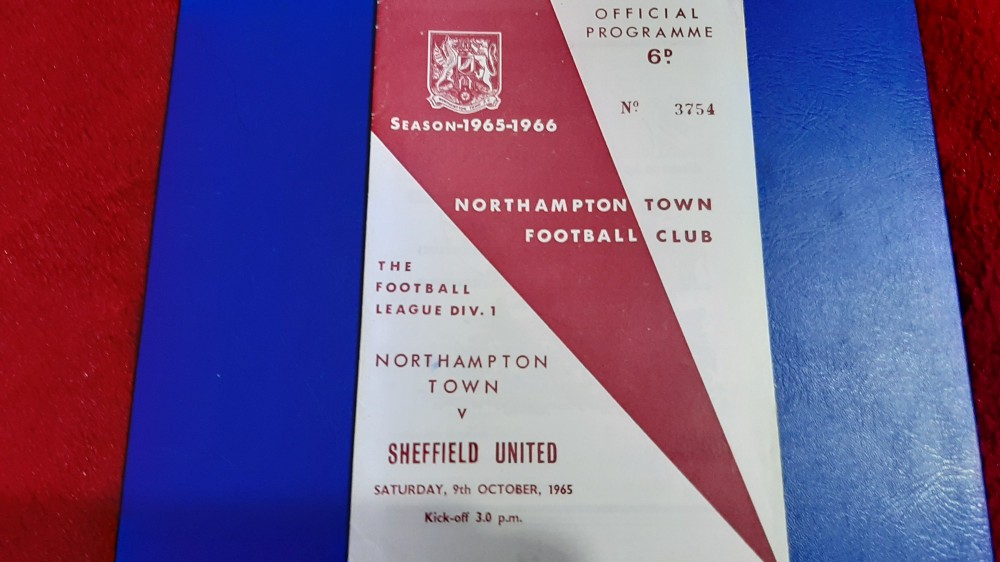 OFFICIAL
PROGRAMME
6D.
Nº 3754
SEASON-1965-1966
NORTHAMPTON TOWN
FOOTBALL CLUB
THE
FOOTBALL
LEAGUE DIV. 1
NORTHAMPTON
TOWN
V
SHEFFIELD UNITED
SATURDAY, 9th OCTOBER, 1965
Kick-off 3.0 p.m.